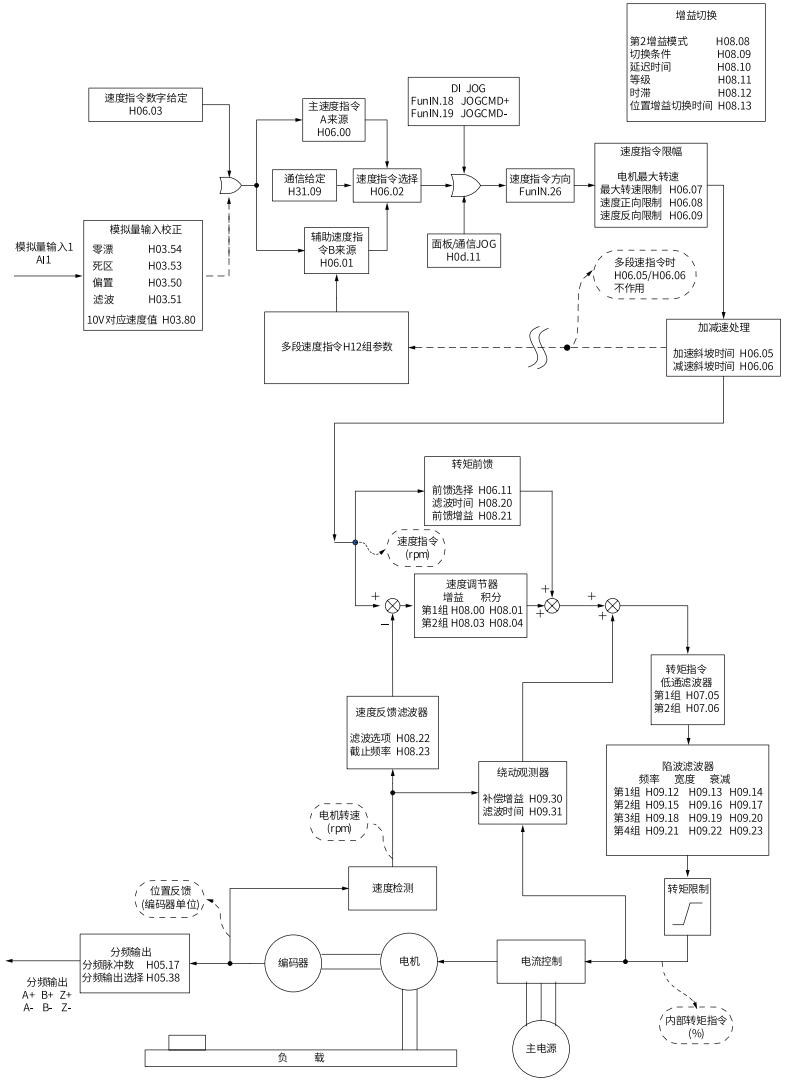 增益切换
第2增益模式 H08.08
切换条件 H08.09
延迟时间 H08.10
等级 H08.11
时滞 H08.12
位置增益切换时间 H08.13
速度指令数字给定
H06.03
主速度指令
A来源
H06.00
DI JOG
FunIN.18 JOGCMD+
FunIN.19 JOGCMD-
通信给定
H31.09
速度指令选择
H06.02
速度指令方向
FunIN.26
速度指令限幅
电机最大转速
最大转速限制 H06.07
速度正向限制 H06.08
速度反向限制 H06.09
模拟量输入1
AI1
模拟量输入校正
零漂 H03.54
死区 H03.53
偏置 H03.50
滤波 H03.51
10V对应速度值 H03.80
辅助速度指
令B来源
H06.01
面板/通信JOG
H0d.11
多段速指令时
H06.05/H06.06
不作用
多段速度指令H12组参数
加减速处理
加速斜坡时间 H06.05
减速斜坡时间 H06.06
转矩前馈
前馈选择 H06.11
滤波时间 H08.20
前馈增益 H08.21
速度指令
(rpm)
速度调节器
增益 积分
第1组 H08.00 H08.01
第2组 H08.03 H08.04
+
−
+
+
+
+
转矩指令
低通滤波器
第1组 H07.05
第2组 H07.06
速度反馈滤波器
滤波选项 H08.22
截止频率 H08.23
绕动观测器
补偿增益 H09.30
滤波时间 H09.31
陷波滤波器
频率 宽度 衰减
第1组 H09.12 H09.13 H09.14
第2组 H09.15 H09.16 H09.17
第3组 H09.18 H09.19 H09.20
第4组 H09.21 H09.22 H09.23
电机转速
(rpm)
速度检测
转矩限制
位置反馈
(编码器单位)
分频输出
分频脉冲数 H05.17
分频输出选择 H05.38
编码器
电机
电流控制
分频输出
A+ B+ Z+
A- B- Z-
内部转矩指令
(%)
主电源
负 载